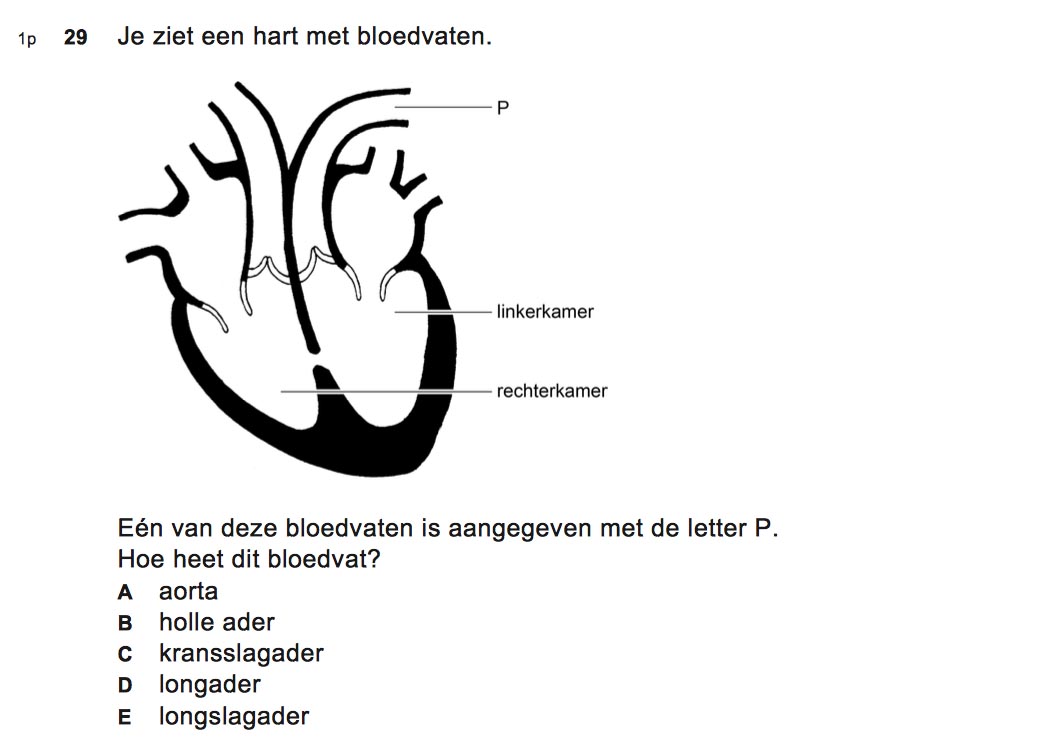 1p 29 Je ziet een hart met bloedvaten.
P
linkerkamer
rechterkamer
Eén van deze bloedvaten is aangegeven met de letter P.
Hoe heet dit bloedvat?
A aorta
B holle ader
C kransslagader
D longader
E longslagader